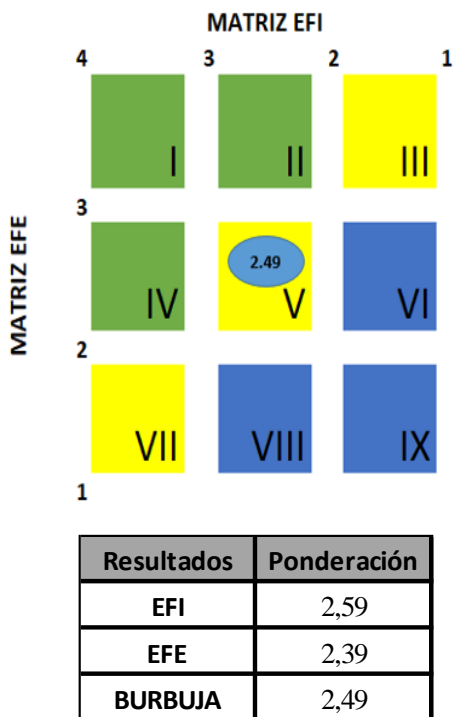 MATRIZ EFI
4 3 2 1
I II III
MATRIZ EFE
3
2.49
IV V VI
2
VII VIII IX
1
Resultados Ponderación
EFI 2,59
EFE 2,39
BURBUJA 2,49